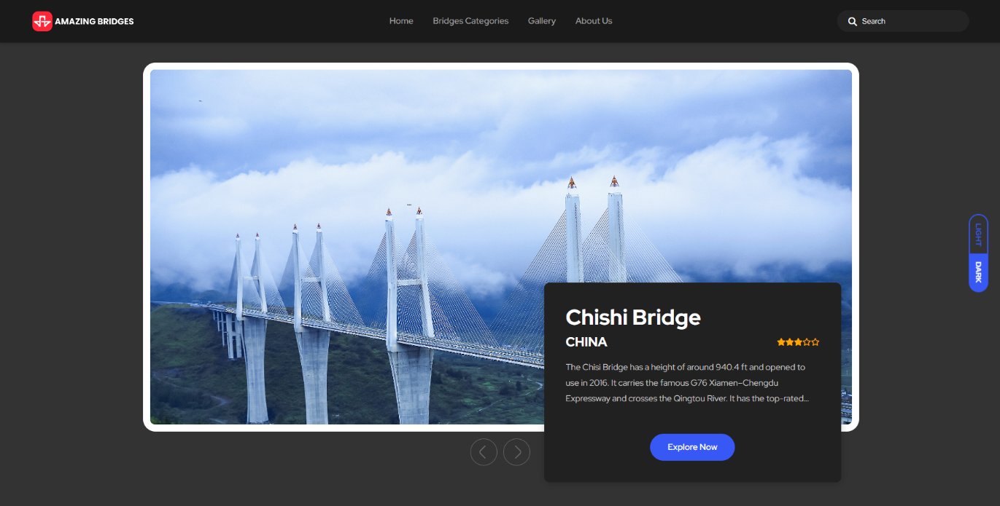 AMAZING BRIDGES
Home
Bridges Categories
Gallery
About Us
Search
LIGHT
DARK
Chishi Bridge
CHINA
The Chisi Bridge has a height of around 940.4 ft and opened to
use in 2016. It carries the famous G76 Xiamen–Chengdu
Expressway and crosses the Qingtou River. It has the top-rated...
Explore Now